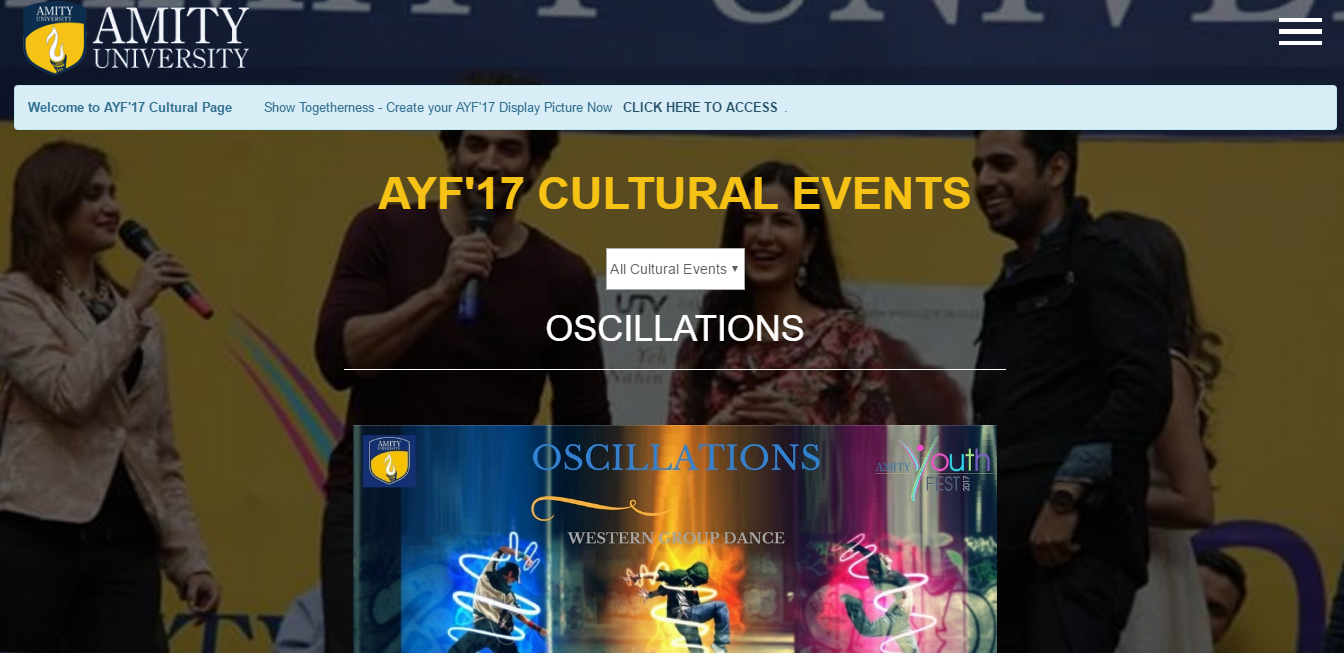 AMITY UNIVERSITY
AMITY
UNIVERSITY
AMITY
UNIVERSITY
Welcome to AYF'17 Cultural Page Show Togetherness - Create your AYF'17 Display Picture Now CLICK HERE TO ACCESS .
AYF'17 CULTURAL EVENTS
All Cultural Events ▼
OSCILLATIONS
AMITY
UNIVERSITY
OSCILLATIONS
AMITY Youth
FEST 2017
WESTERN GROUP DANCE